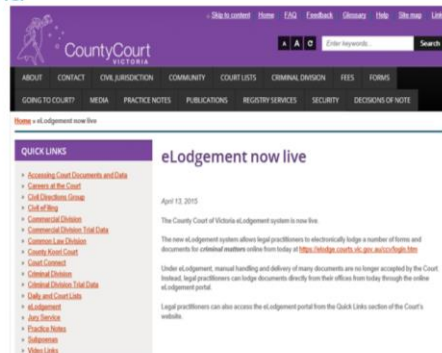 Skip to content Home FAQ Feedback Glossary Help Site map
A A Enter keywords... Search
CountyCourt
VICTORIA
ABOUT CONTACT CIVIL JURISDICTION COMMUNITY COURT LISTS CRIMINAL DIVISION FEES FORMS
GOING TO COURT? MEDIA PRACTICE NOTES PUBLICATIONS REGISTRY SERVICES SECURITY DECISIONS OF NOTE
Home » eLodgement now live
QUICK LINKS
Accessing Court Documents and Data
Careers at the Court
Civil Directions Group
Civil eFiling
Commercial Division
Commercial Division Trial Data
Common Law Division
County Koori Court
Court Connect
Criminal Division
Criminal Division Trial Data
Daily and Court Lists
eLodgement
Jury Service
Practice Notes
Subpoenas
Video Links
eLodgement now live
April 13, 2015
The County Court of Victoria eLodgement system is now live.
The new eLodgement system allows legal practitioners to electronically lodge a number of forms and
documents for criminal matters online from today at https://elodge.courts.vic.gov.au/ccv/login.htm
Under eLodgement, manual handling and delivery of many documents are no longer accepted by the Court.
Instead, legal practitioners can lodge documents directly from their offices from today through the online
eLodgement portal.
Legal practitioners can also access the eLodgement portal from the Quick Links section of the Court's
website.